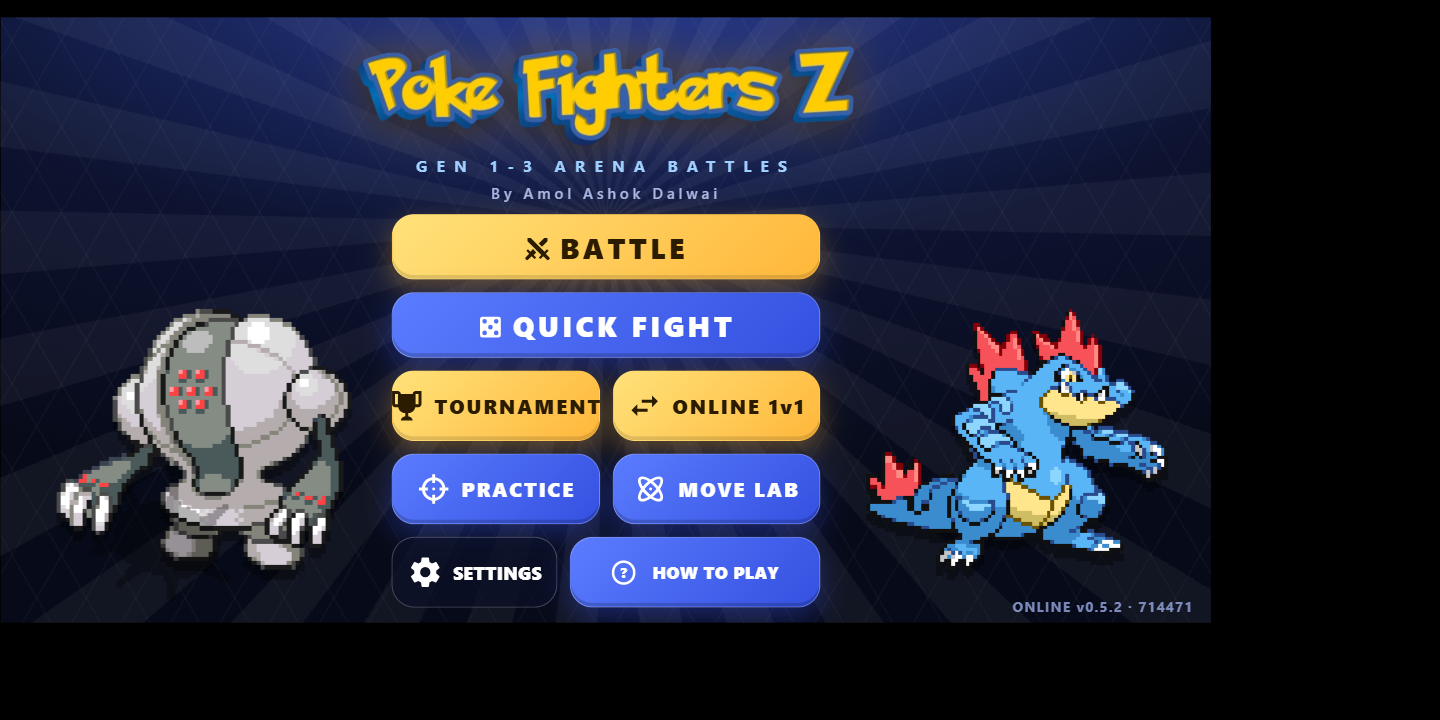 Poke Fighters Z
GEN 1-3 ARENA BATTLES
By Amol Ashok Dalwai
BATTLE
QUICK FIGHT
TOURNAMENT
ONLINE 1v1
PRACTICE
MOVE LAB
SETTINGS
? HOW TO PLAY
ONLINE v0.5.2 · 714471